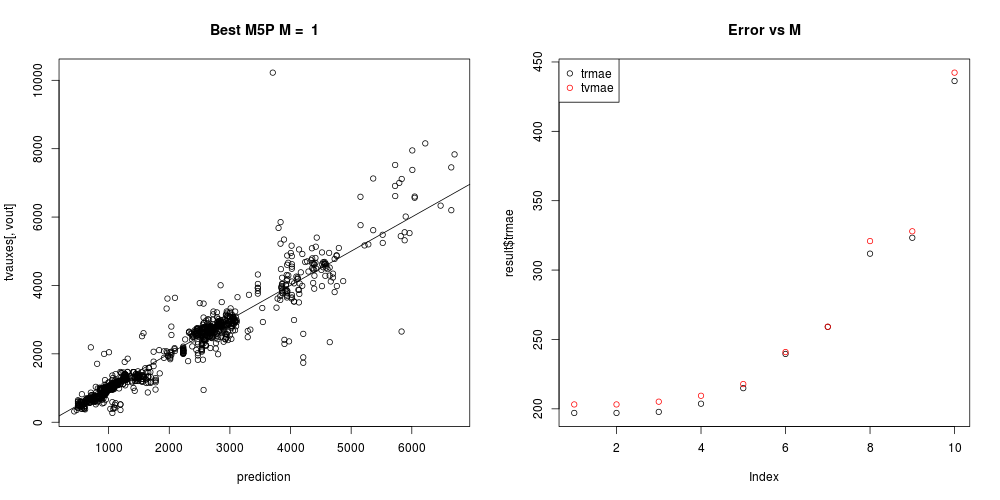 Best M5P M =  1
tvauxes[, vout]
0
2000
4000
6000
8000
10000
1000
2000
3000
4000
5000
6000
prediction
Error vs M
trmae
tvmae
result$trmae
200
250
300
350
400
450
2
4
6
8
10
Index